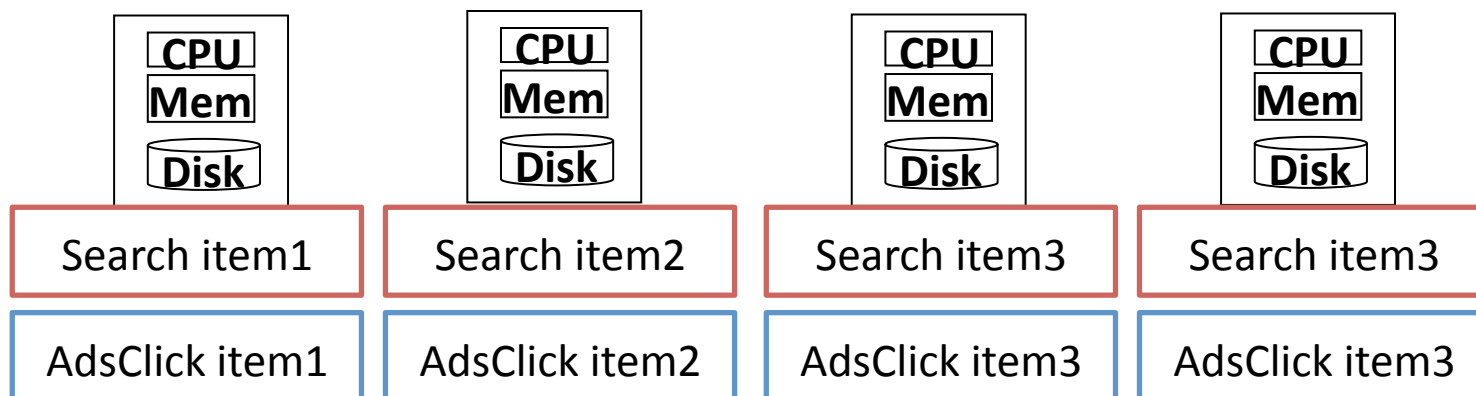 CPU
Mem
Disk
CPU
Mem
Disk
CPU
Mem
Disk
CPU
Mem
Disk
Search item1
Search item2
Search item3
Search item3
AdsClick item1
AdsClick item2
AdsClick item3
AdsClick item3